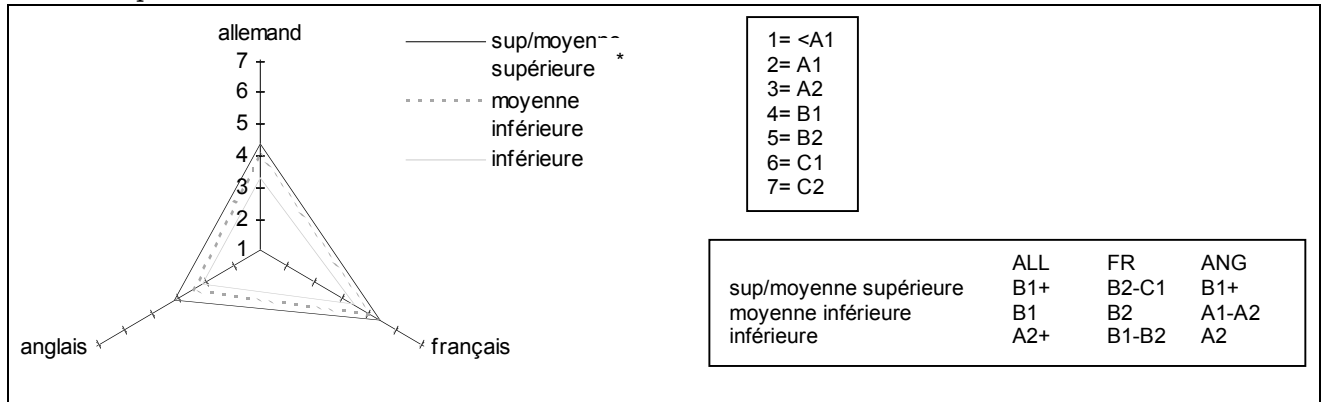 allemand
7
6
5
4
3
2
1
anglais
français
sup/moyenne
supérieure *
moyenne
inférieure
inférieure
1= <A1
2= A1
3= A2
4= B1
5= B2
6= C1
7= C2
ALL FR ANG
sup/moyenne supérieure B1+ B2-C1 B1+
moyenne inférieure B1 B2 A1-A2
inférieure A2+ B1-B2 A2